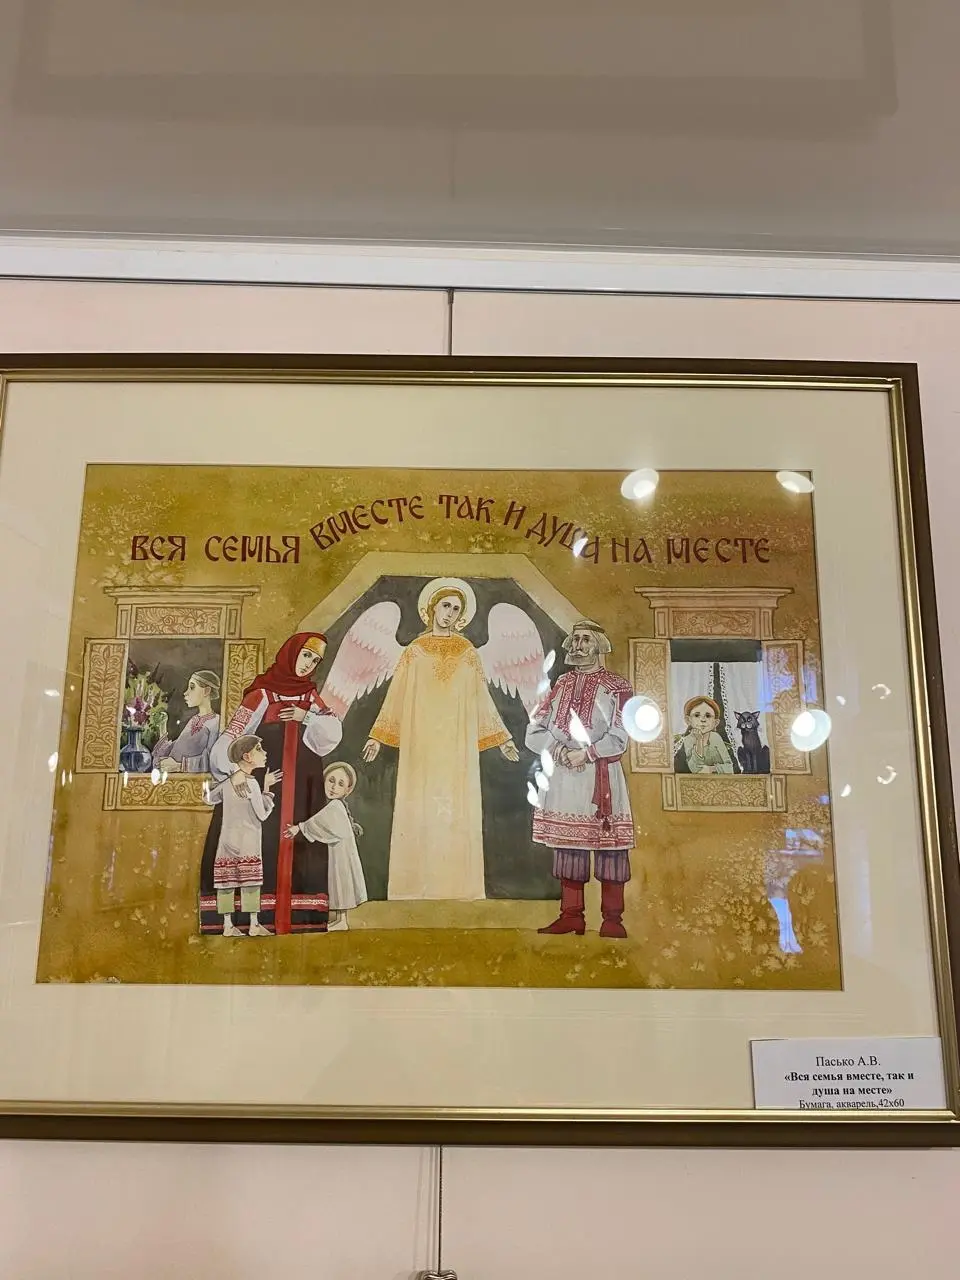 ВСЯ СЕМЬЯ ВМЕСТЕ ТАК И ДУША НА МЕСТЕ
Пасько А.В.
«Вся семья вместе, так и
душа на месте»
Бумага, акварель,42х60